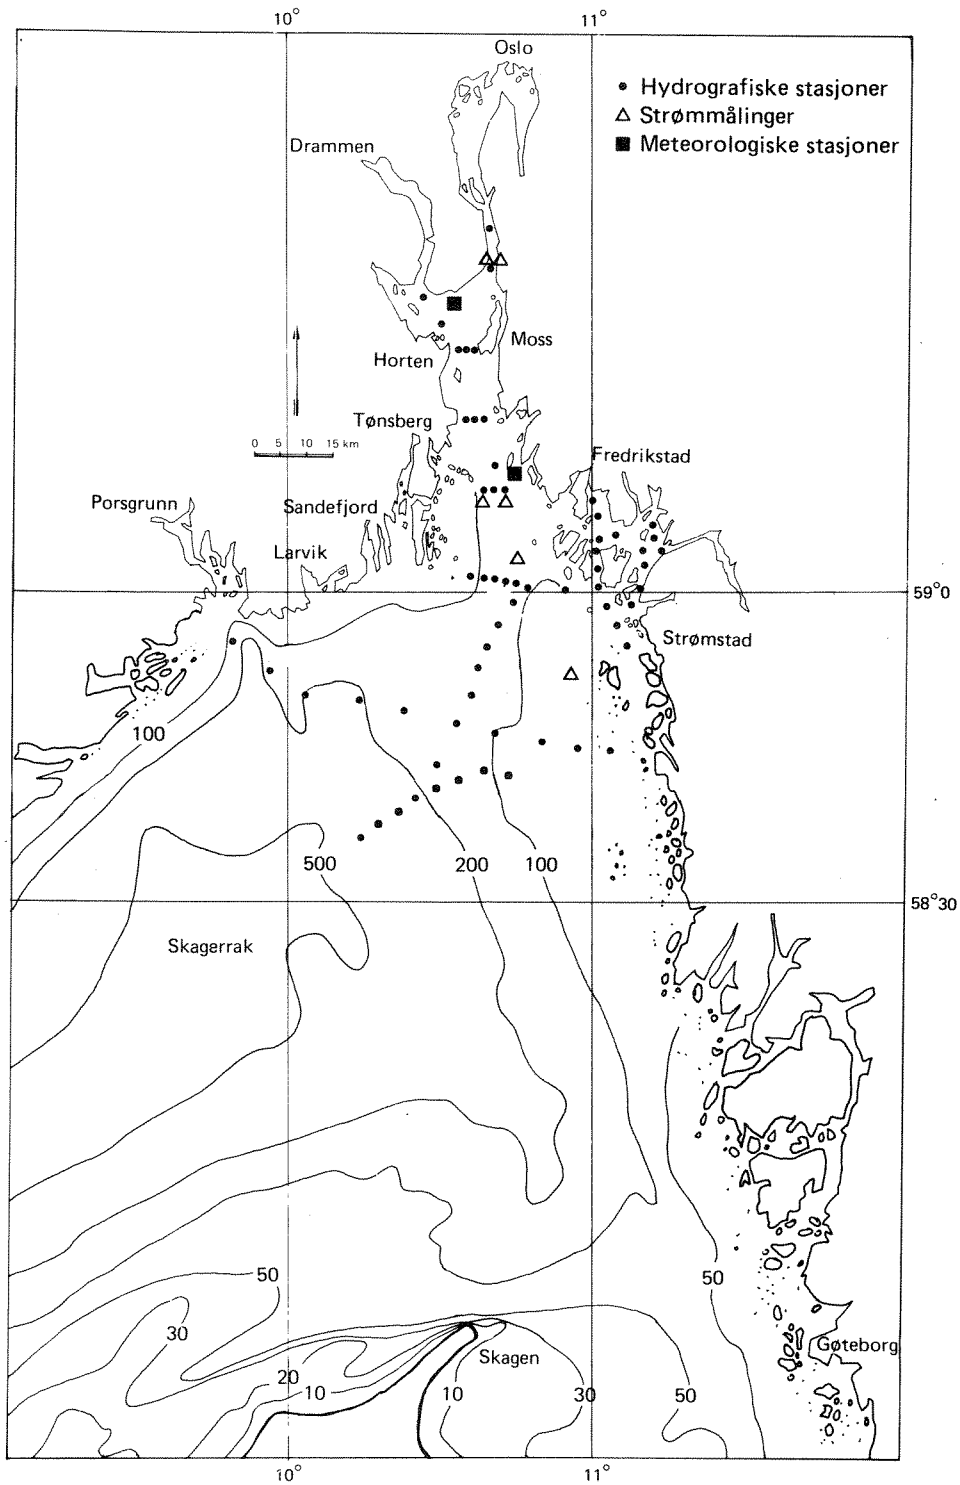 10°
11°
Oslo
Hydrografiske stasjoner
Strømmålinger
Meteorologiske stasjoner
Drammen
Moss
Horten
Tønsberg
0 5 10 15 km
Fredrikstad
Porsgrunn
Sandefjord
Larvik
59°0
Strømstad
100
500
200
100
58°30
Skagerrak
50
50
30
Gøteborg
Skagen
20
10
10
30
50
10°
11°